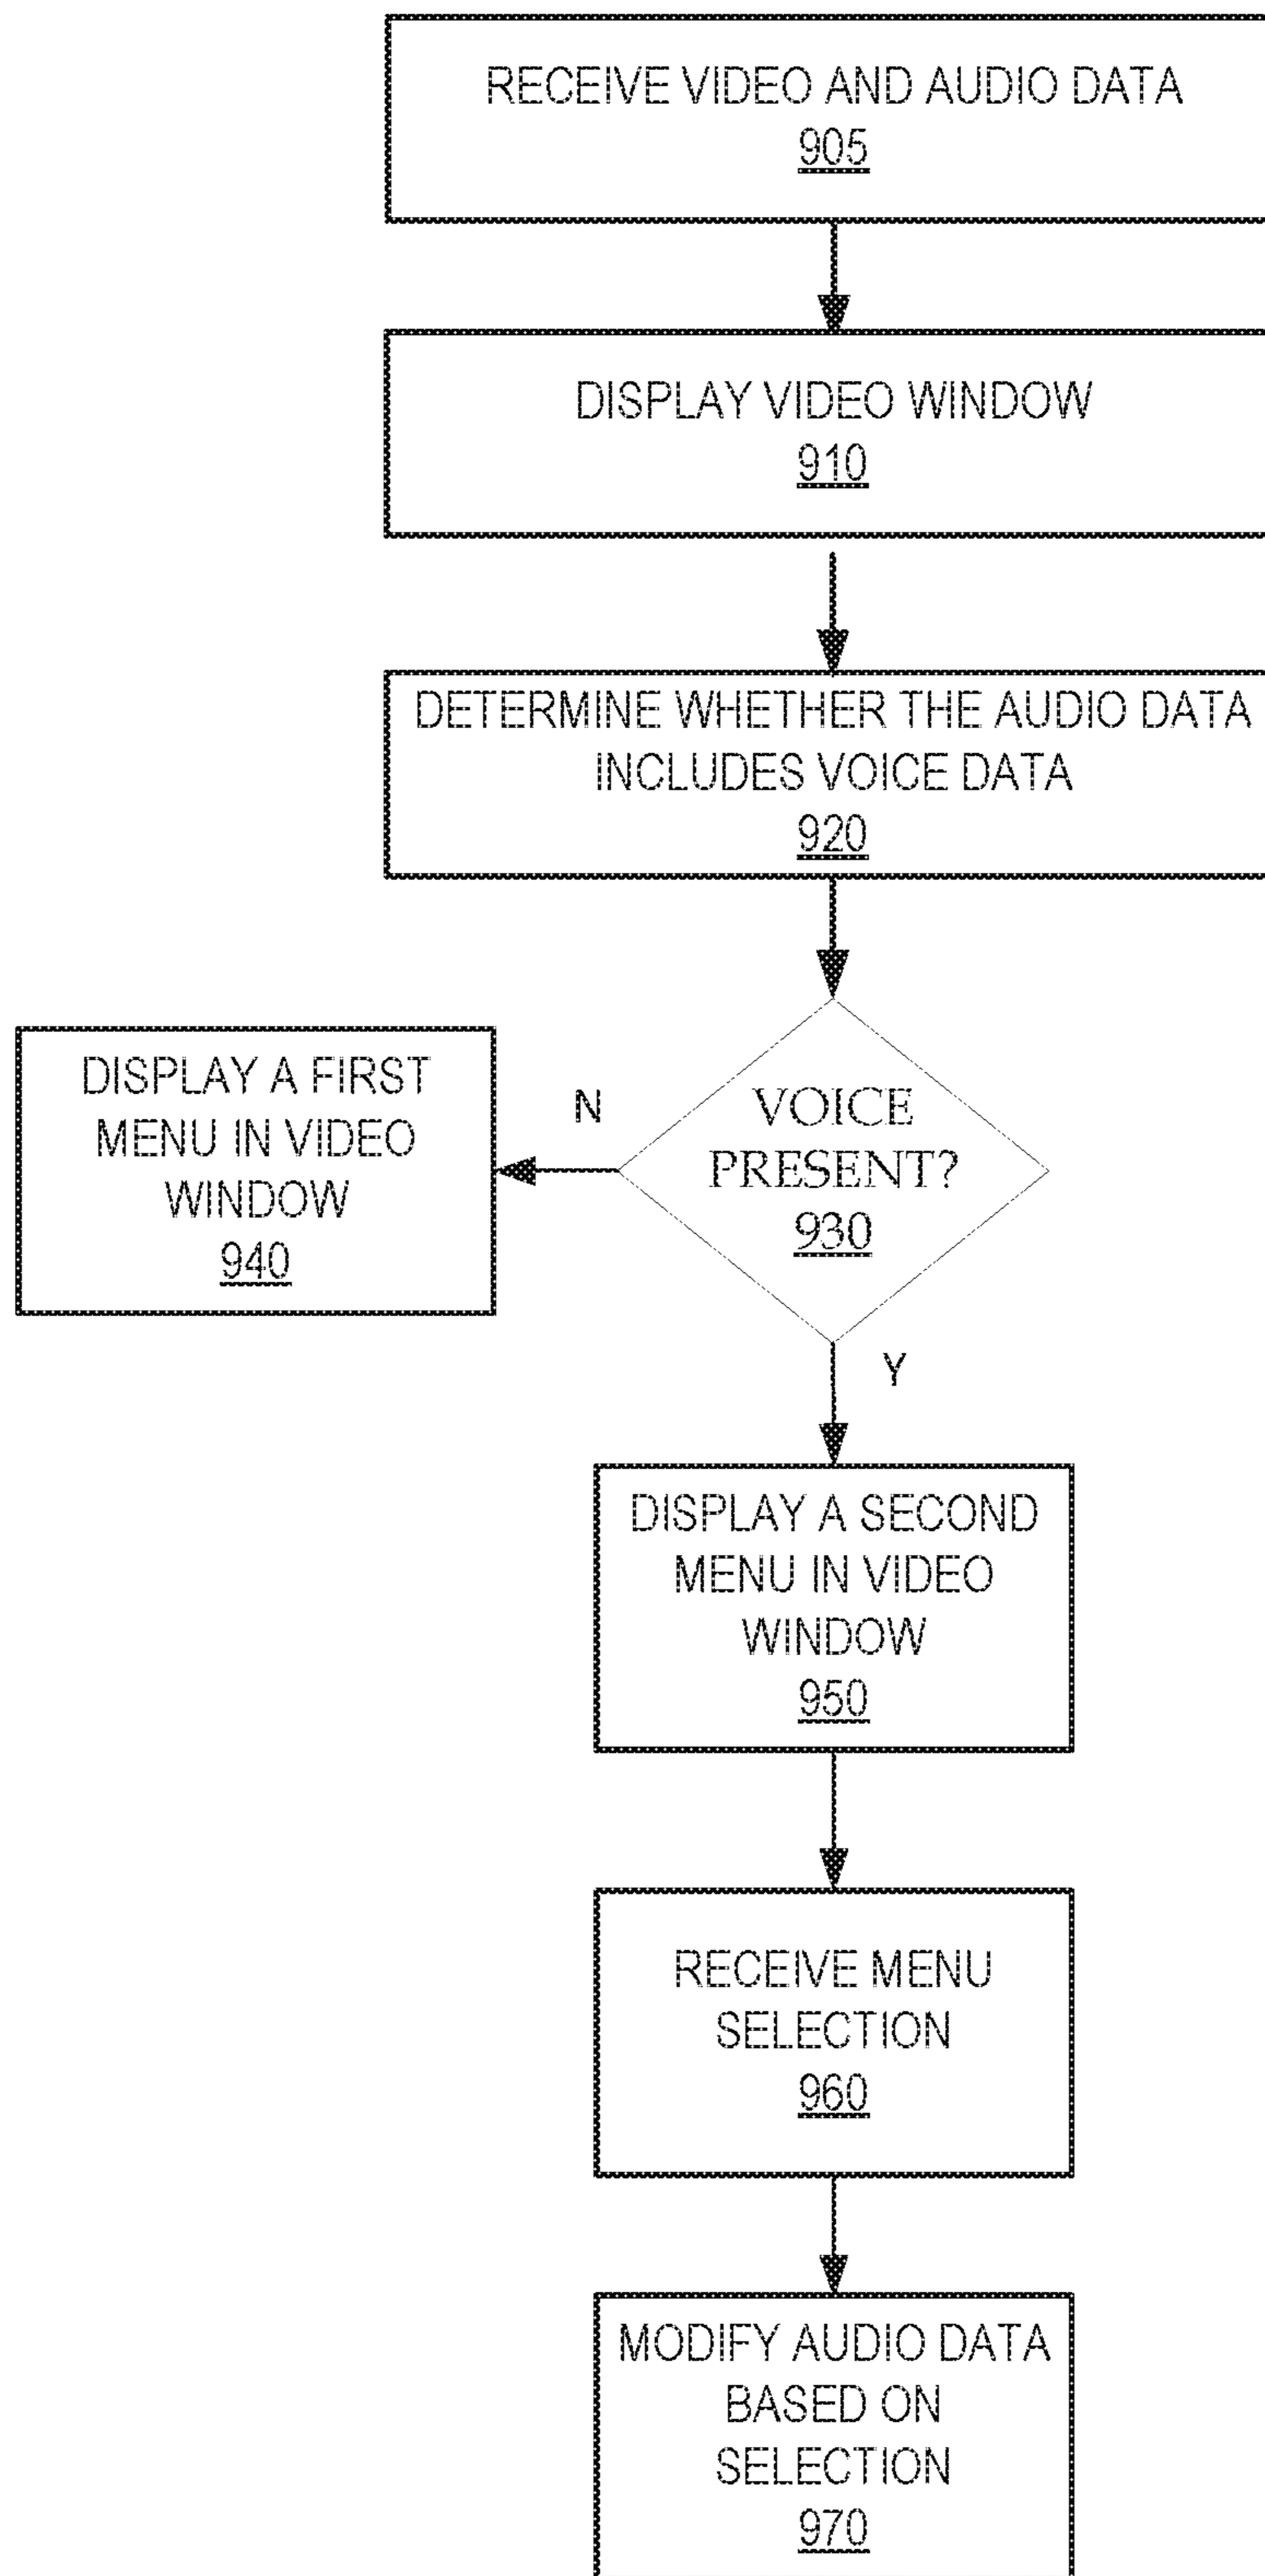 RECEIVE VIDEO AND AUDIO DATA
905
DISPLAY VIDEO WINDOW
910
DETERMINE WHETHER THE AUDIO DATA
INCLUDES VOICE DATA
920
VOICE
PRESENT?
930
N
DISPLAY A FIRST
MENU IN VIDEO
WINDOW
940
Y
DISPLAY A SECOND
MENU IN VIDEO
WINDOW
950
RECEIVE MENU
SELECTION
960
MODIFY AUDIO DATA
BASED ON
SELECTION
970